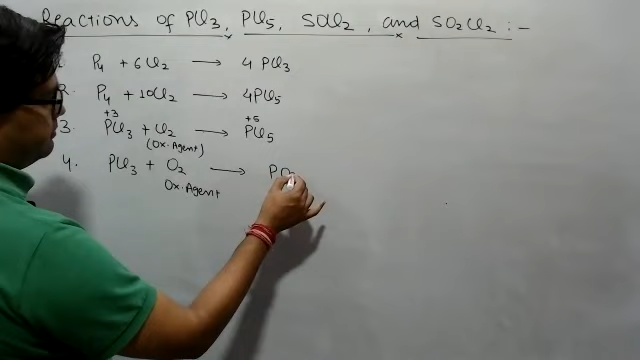 Reactions of PCl3, PCl5, SOCl2, and SO2Cl2 :-
P4 + 6Cl2 → 4 PCl3
2. P4 + 10Cl2 → 4PCl5
+3 +5
3. PCl3 + Cl2 → PCl5
(Ox.Agent)
4. PCl3 + O2 → PO
Ox.Agent